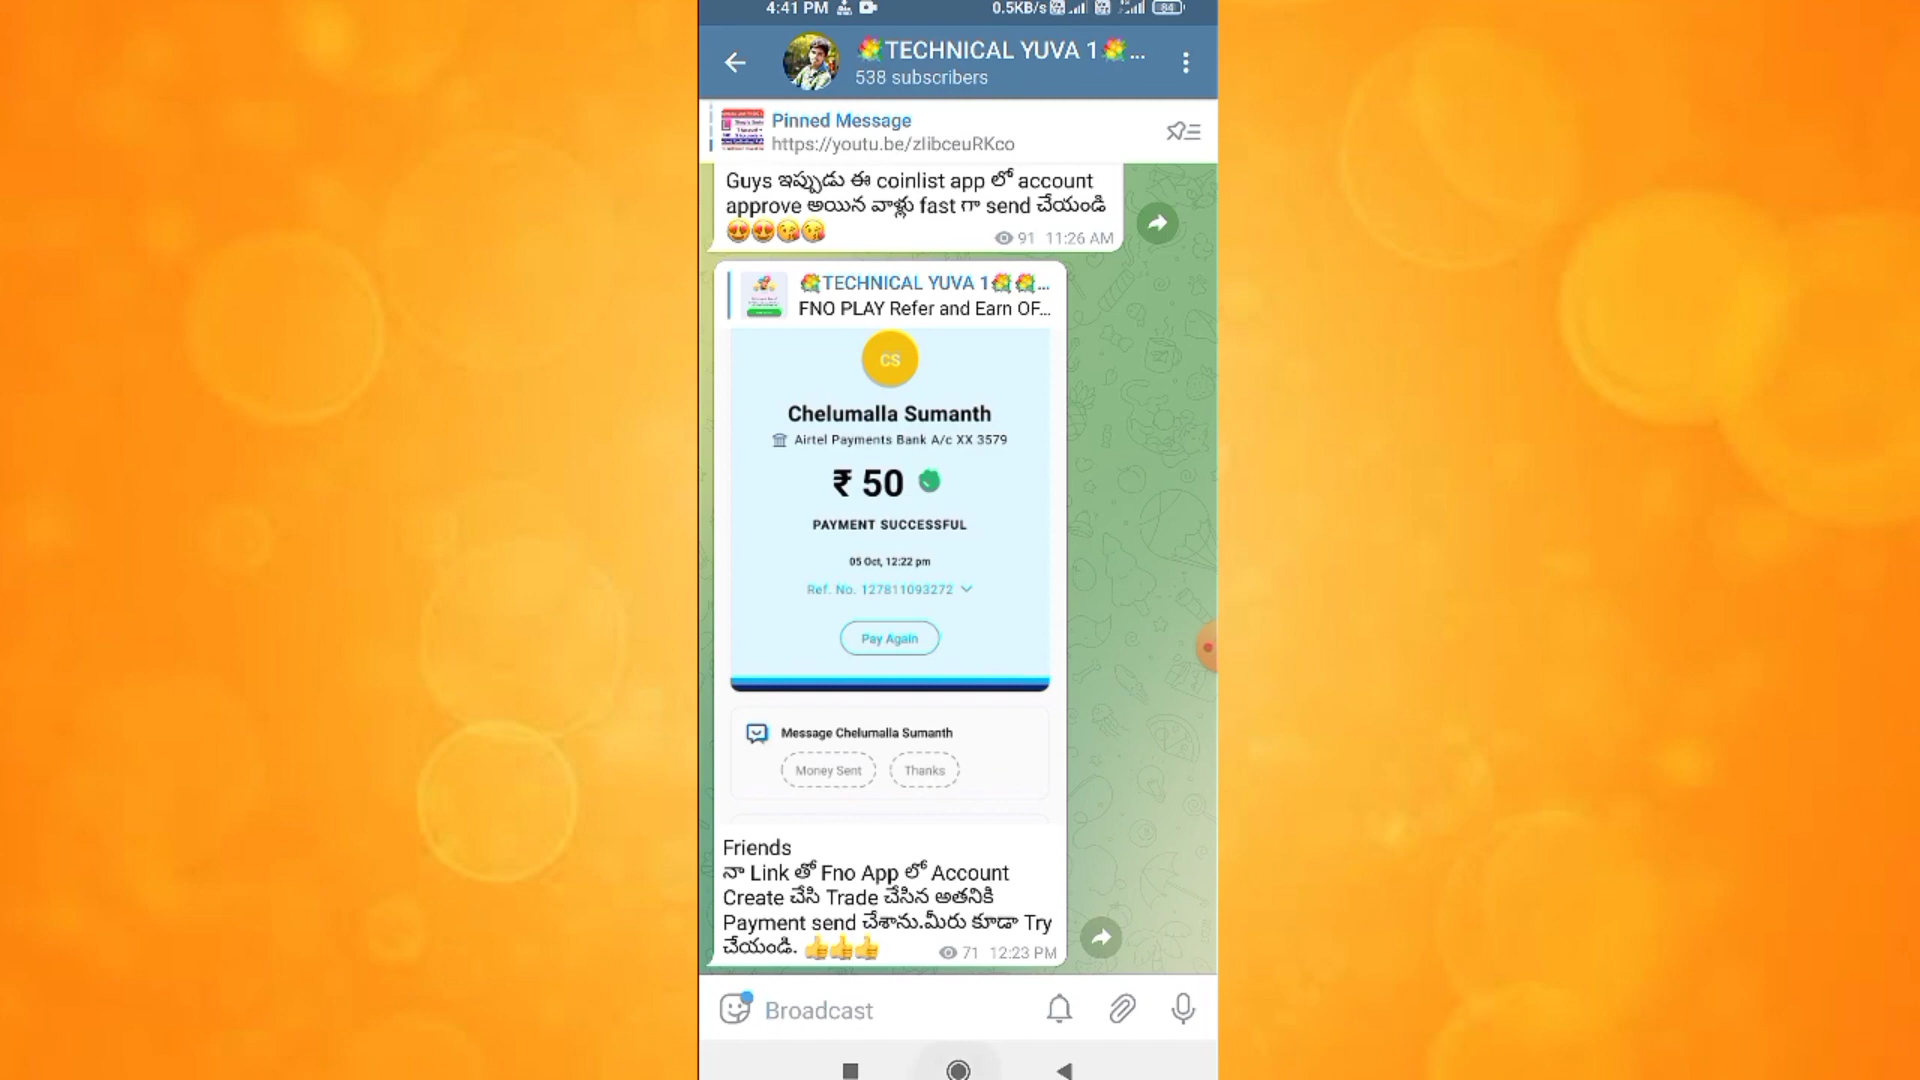 4:41 PM
0.5KB/s
84
TECHNICAL YUVA 1 ...
538 subscribers
Pinned Message
https://youtu.be/zlibceuRKco
Guys ఇప్పుడు ఈ coinlist app లో account
approve అయిన వాళ్లు fast గా send చేయండి
😍😍😘😘
91 11:26 AM
TECHNICAL YUVA 1 ...
FNO PLAY Refer and Earn OF...
CS
Chelumalla Sumanth
Airtel Payments Bank A/c XX 3579
₹ 50
PAYMENT SUCCESSFUL
05 Oct, 12:22 pm
Ref. No. 127811093272
Pay Again
Message Chelumalla Sumanth
Money Sent
Thanks
Friends
నా Link తో Fno App లో Account
Create చేసి Trade చేసిన అతనికి
Payment send చేశాను.మీరు కూడా Try
చేయండి. 👍👍👍
71 12:23 PM
Broadcast